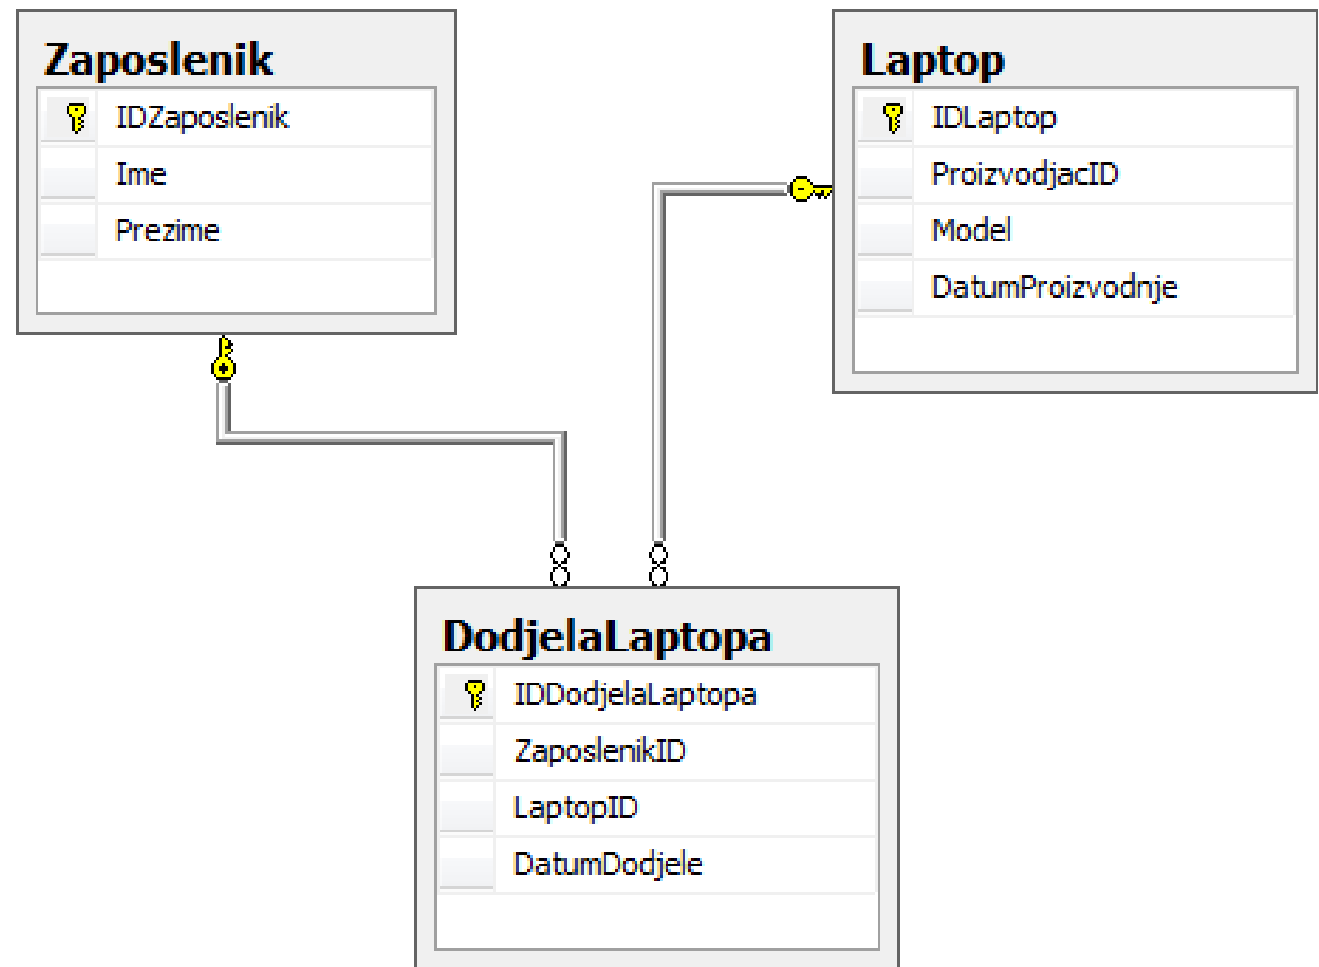 Zaposlenik
IDZaposlenik
Ime
Prezime
Laptop
IDLaptop
ProizvodjacID
Model
DatumProizvodnje
DodjelaLaptopa
IDDodjelaLaptopa
ZaposlenikID
LaptopID
DatumDodjele